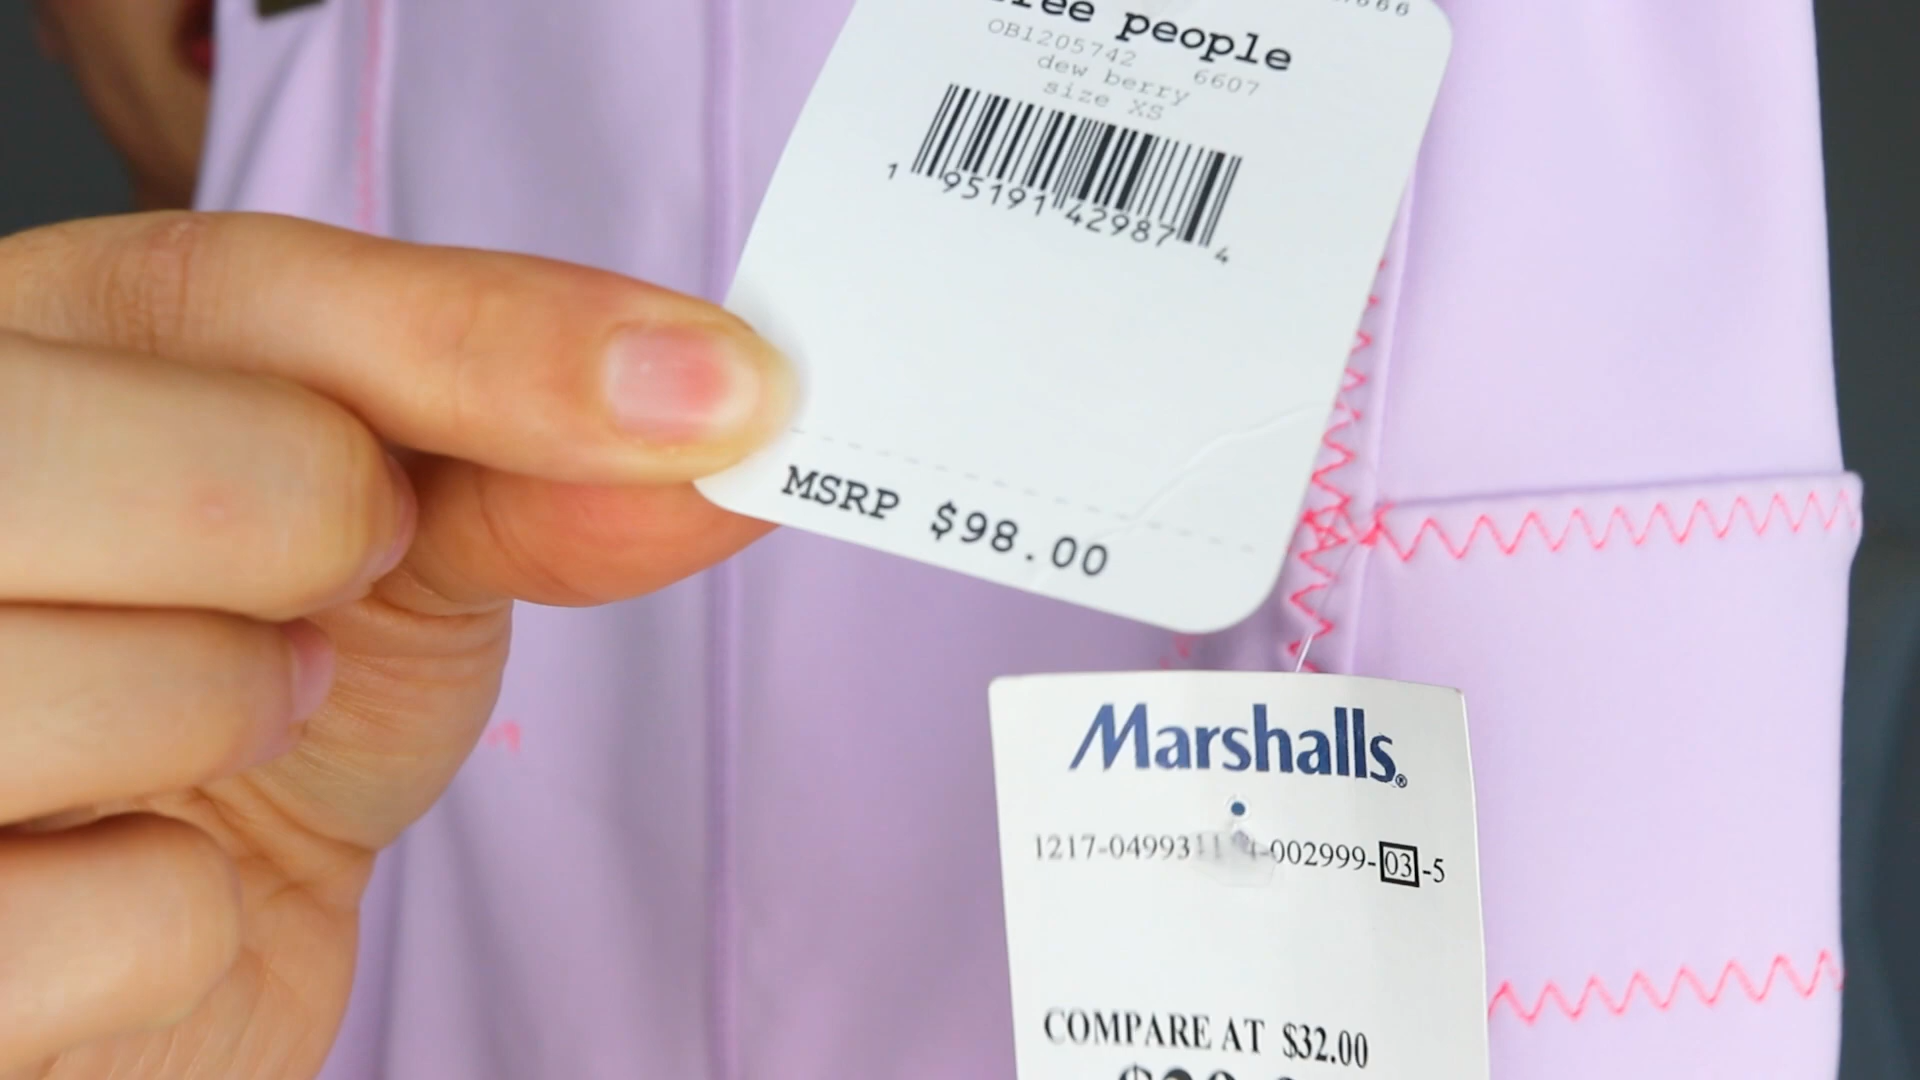 people
OB1205742 6607
dew berry
size XS
1 95191 42987 4
MSRP $98.00
Marshalls®
-002999-03-5
COMPARE AT $32.00